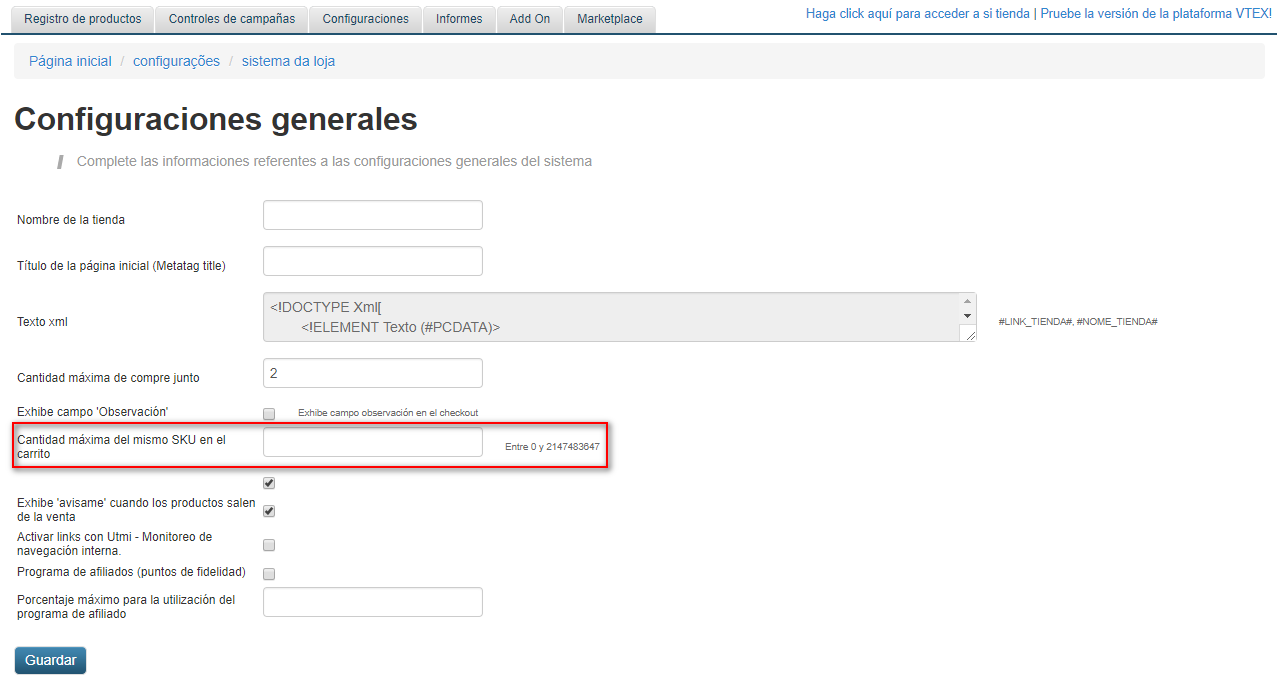 Registro de productos Controles de campañas Configuraciones Informes Add On Marketplace Haga click aquí para acceder a si tienda | Pruebe la versión de la plataforma VTEX!
Página inicial / configurações / sistema da loja
Configuraciones generales
Complete las informaciones referentes a las configuraciones generales del sistema
Nombre de la tienda
Título de la página inicial (Metatag title)
Texto xml
<!DOCTYPE Xml[
<!ELEMENT Texto (#PCDATA)>
#LINK_TIENDA#, #NOME_TIENDA#
Cantidad máxima de compre junto 2
Exhibe campo 'Observación' Exhibe campo observación en el checkout
Cantidad máxima del mismo SKU en el
carrito
Entre 0 y 2147483647
Exhibe 'avisame' cuando los productos salen
de la venta
Activar links con Utmi - Monitoreo de
navegación interna.
Programa de afiliados (puntos de fidelidad)
Porcentaje máximo para la utilización del
programa de afiliado
Guardar